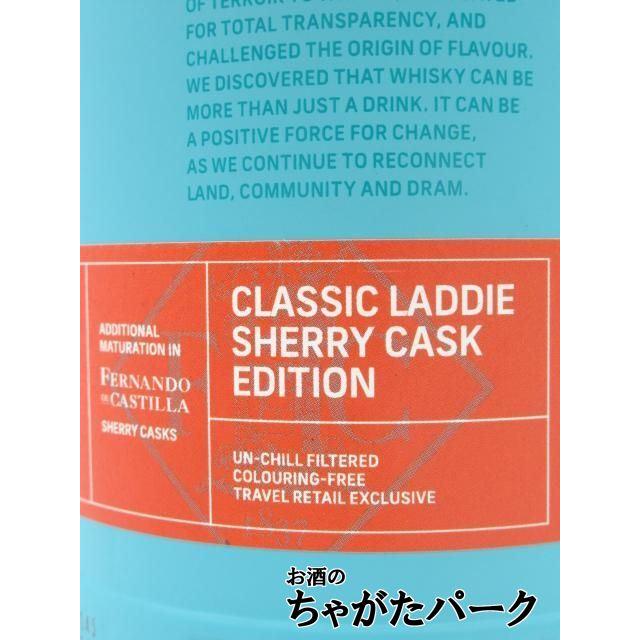 OF TERROIR
FOR TOTAL TRANSPARENCY, AND
CHALLENGED THE ORIGIN OF FLAVOUR.
WE DISCOVERED THAT WHISKY CAN BE
MORE THAN JUST A DRINK. IT CAN BE
A POSITIVE FORCE FOR CHANGE,
AS WE CONTINUE TO RECONNECT
LAND, COMMUNITY AND DRAM.
ADDITIONAL
MATURATION IN
FERNANDO
DE CASTILLA
SHERRY CASKS
CLASSIC LADDIE
SHERRY CASK
EDITION
UN-CHILL FILTERED
COLOURING-FREE
TRAVEL RETAIL EXCLUSIVE
お酒の
ちゃがたパーク